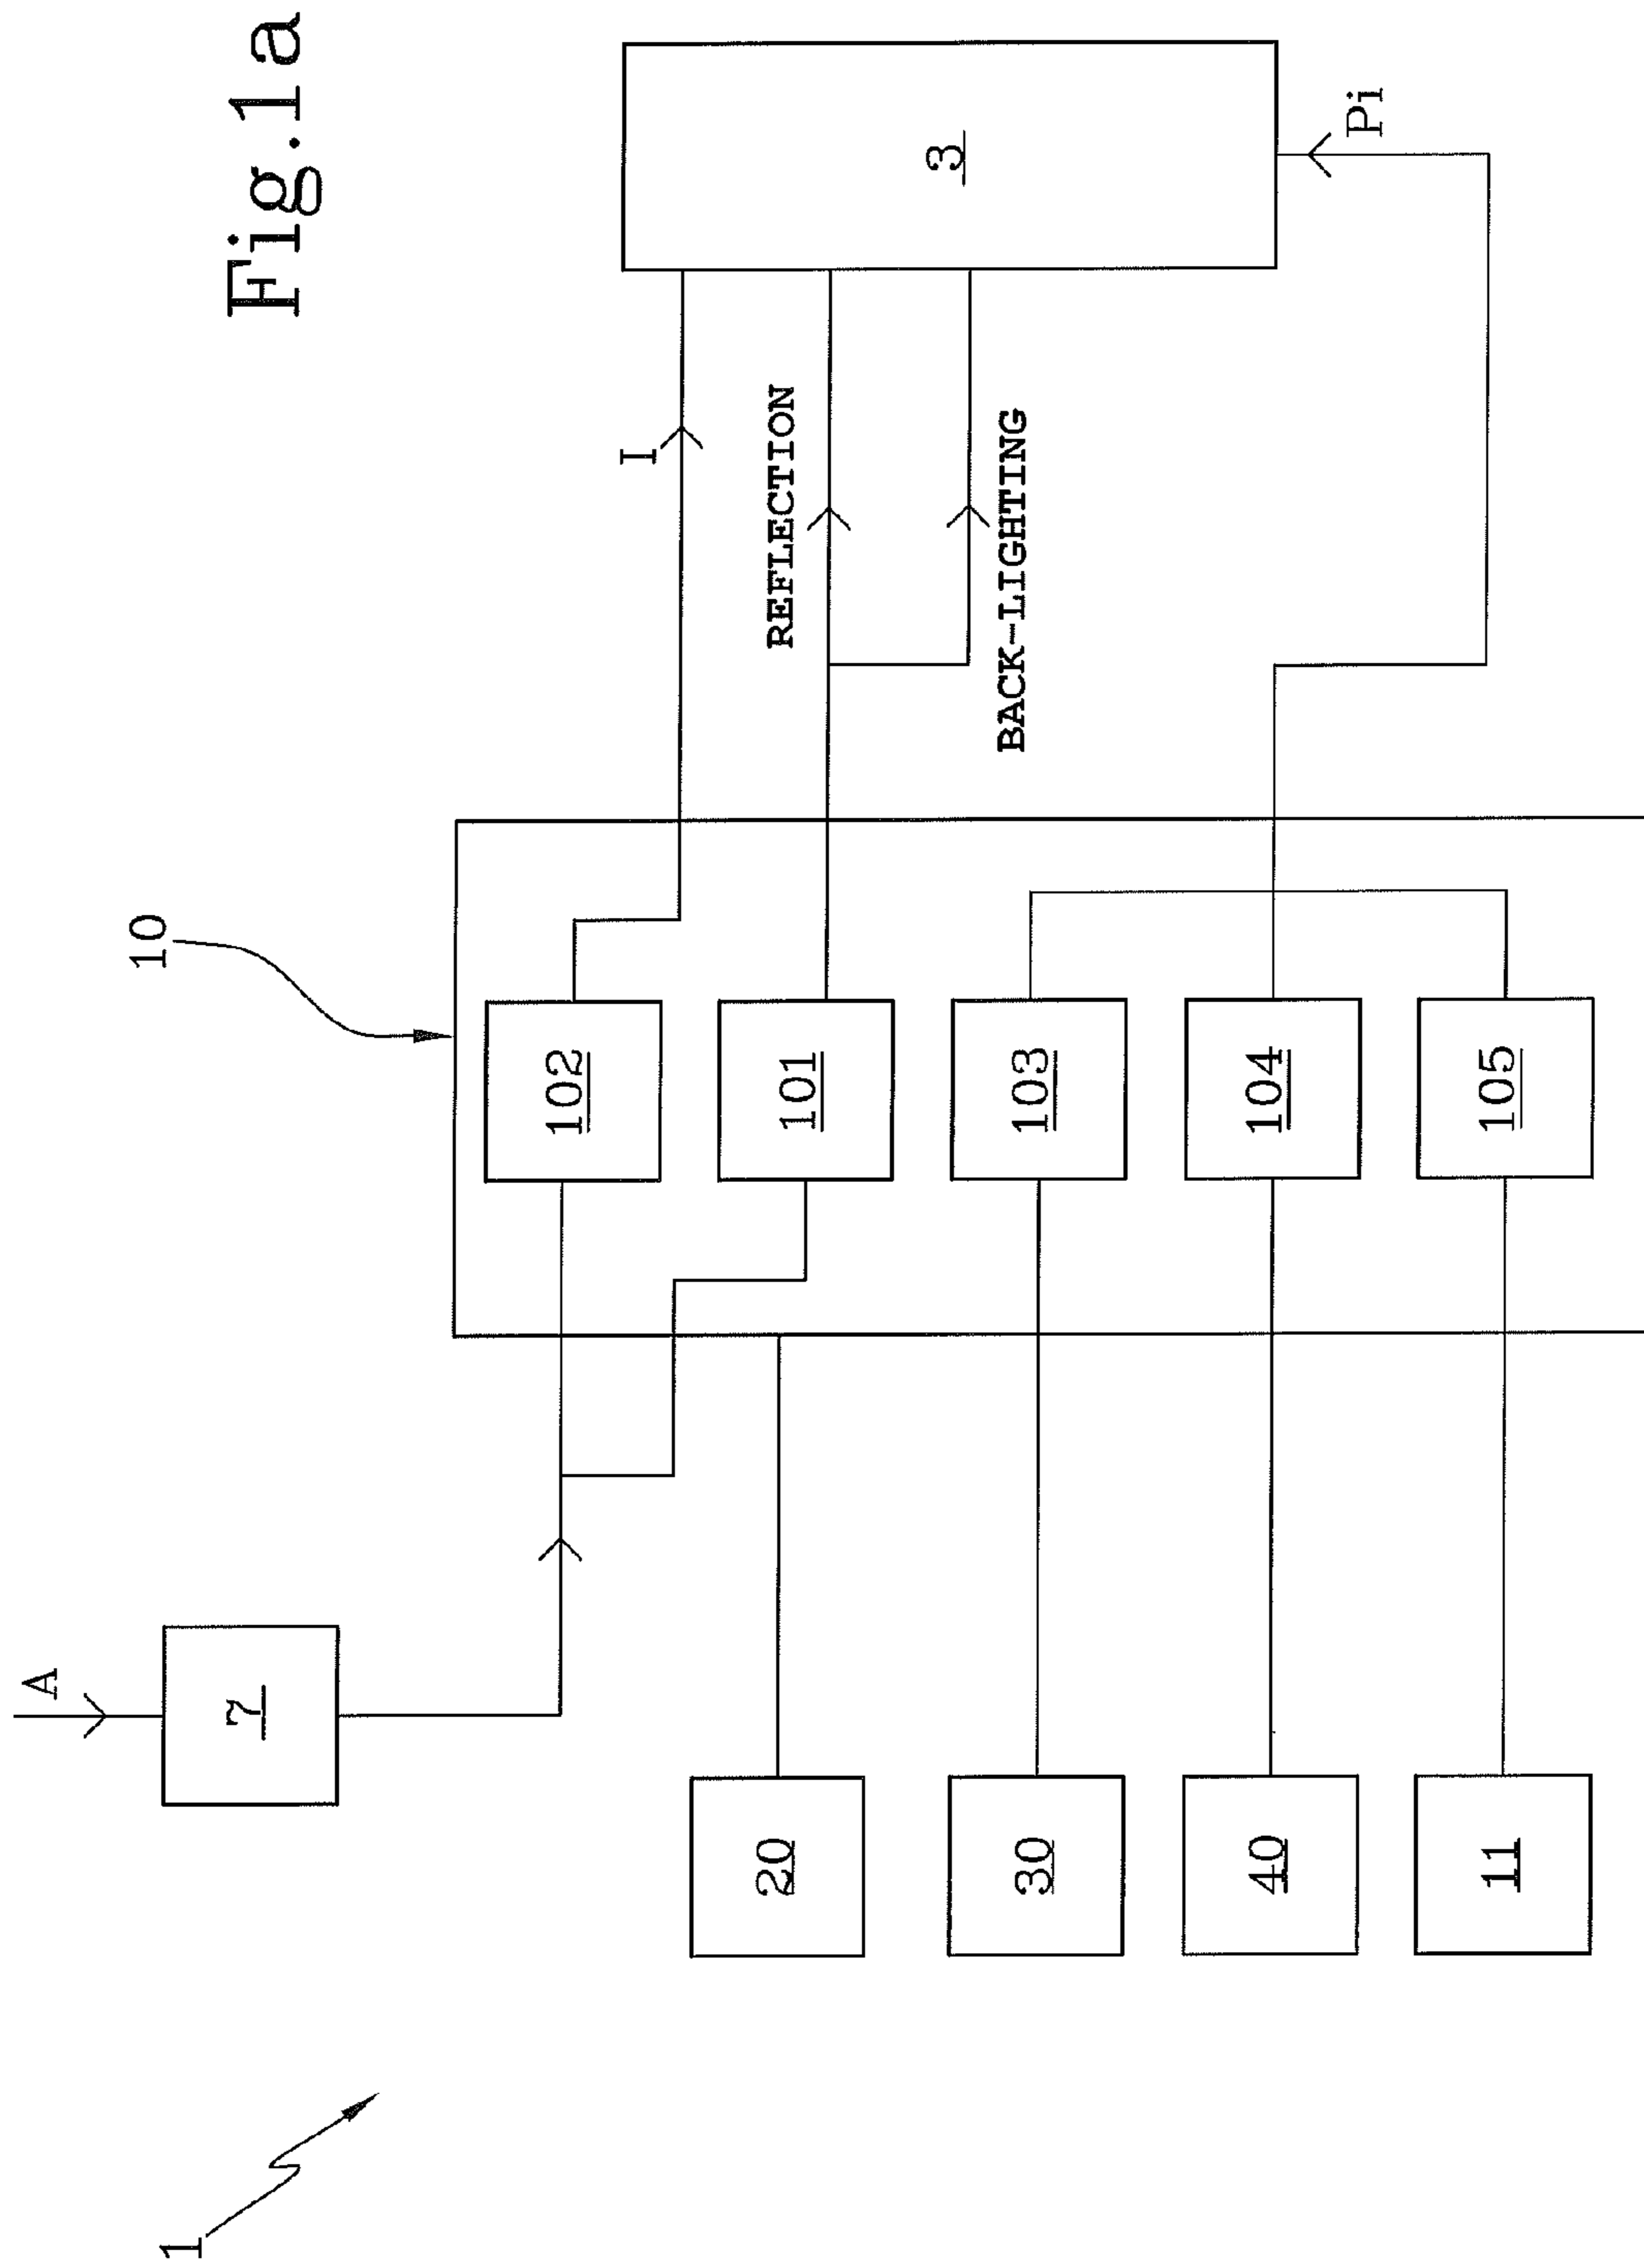 A
10
1
7
Fig.1a
I
102
20
101
REFLECTION
3
BACK-LIGHTING
30
103
40
104
Pi
11
105